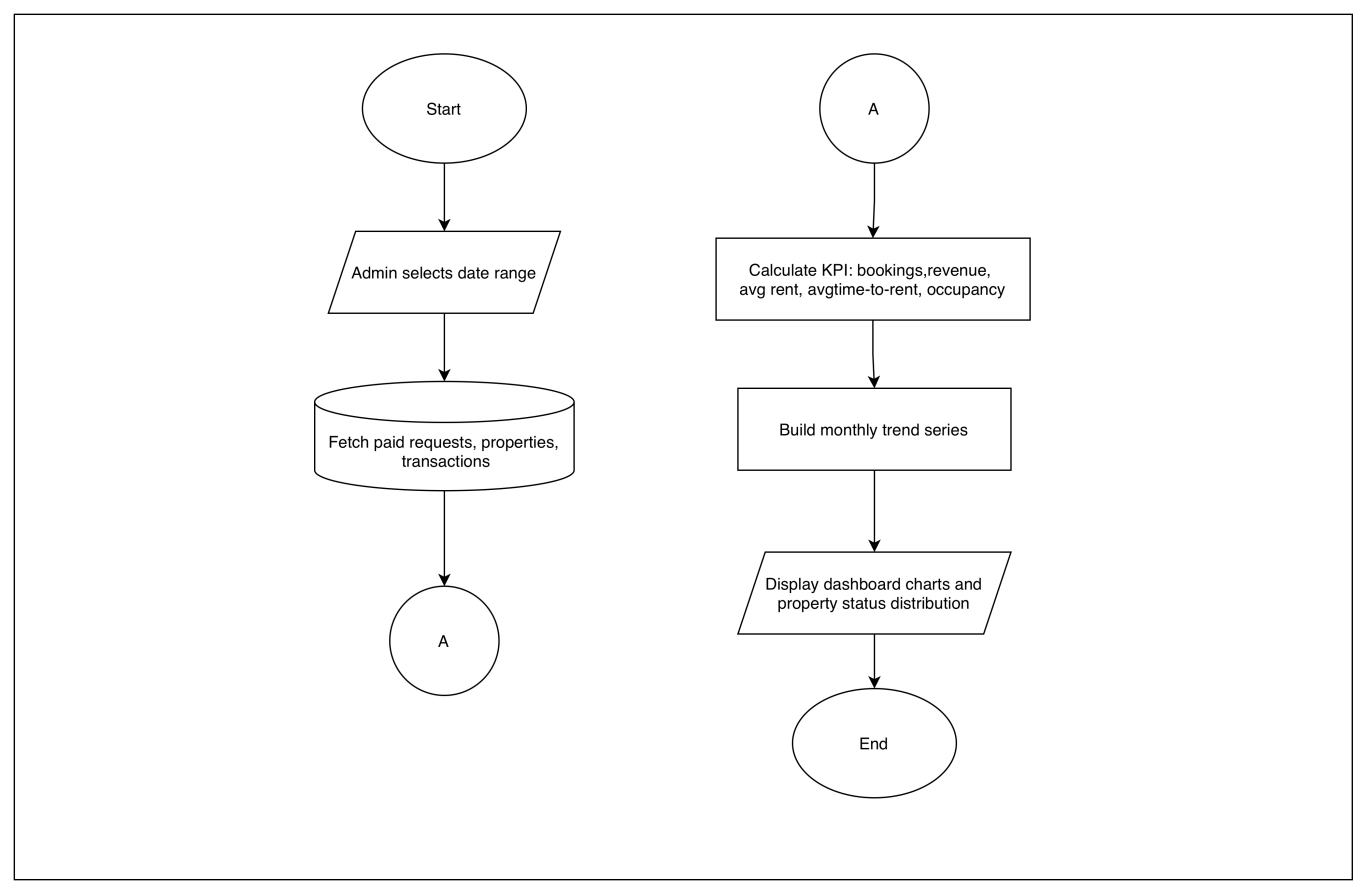 Start
Admin selects date range
Fetch paid requests, properties,
transactions
A
A
Calculate KPI: bookings,revenue,
avg rent, avgtime-to-rent, occupancy
Build monthly trend series
Display dashboard charts and
property status distribution
End